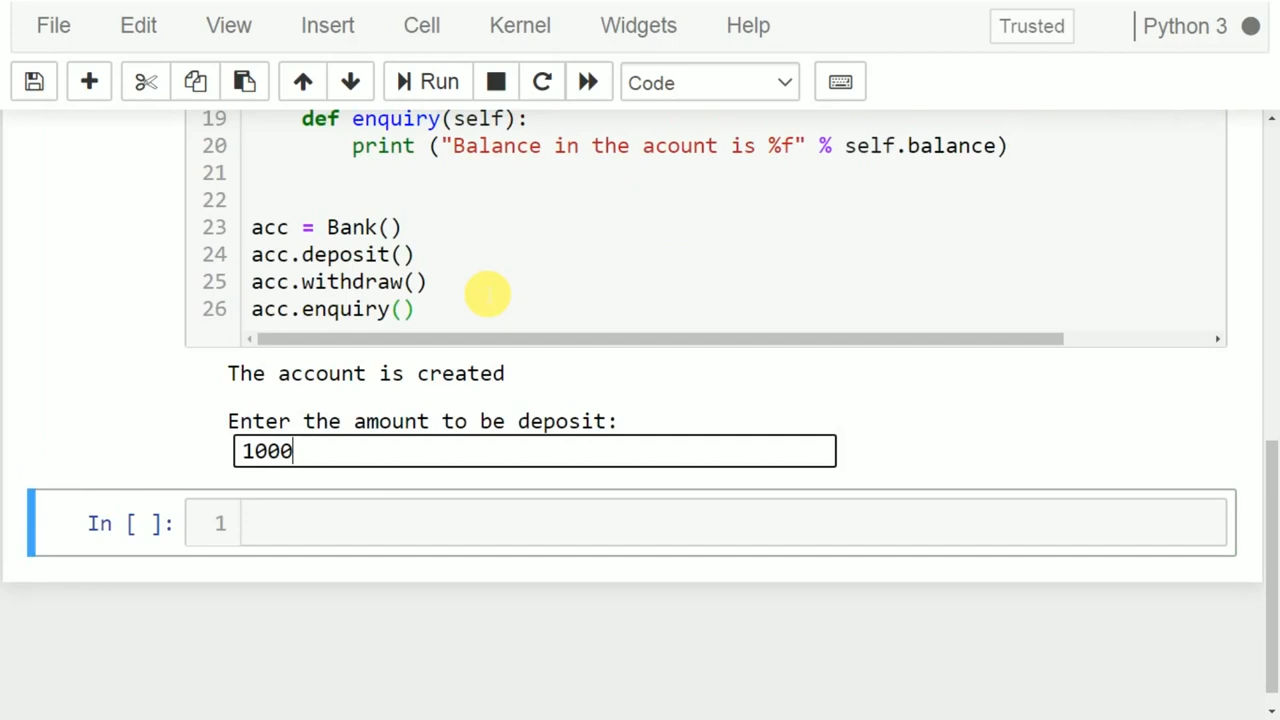 File Edit View Insert Cell Kernel Widgets Help Trusted Python 3
Run Code
19 def enquiry(self):
20 print ("Balance in the acount is %f" % self.balance)
21
22
23 acc = Bank()
24 acc.deposit()
25 acc.withdraw()
26 acc.enquiry()
The account is created
Enter the amount to be deposit:
1000
In [ ]: 1